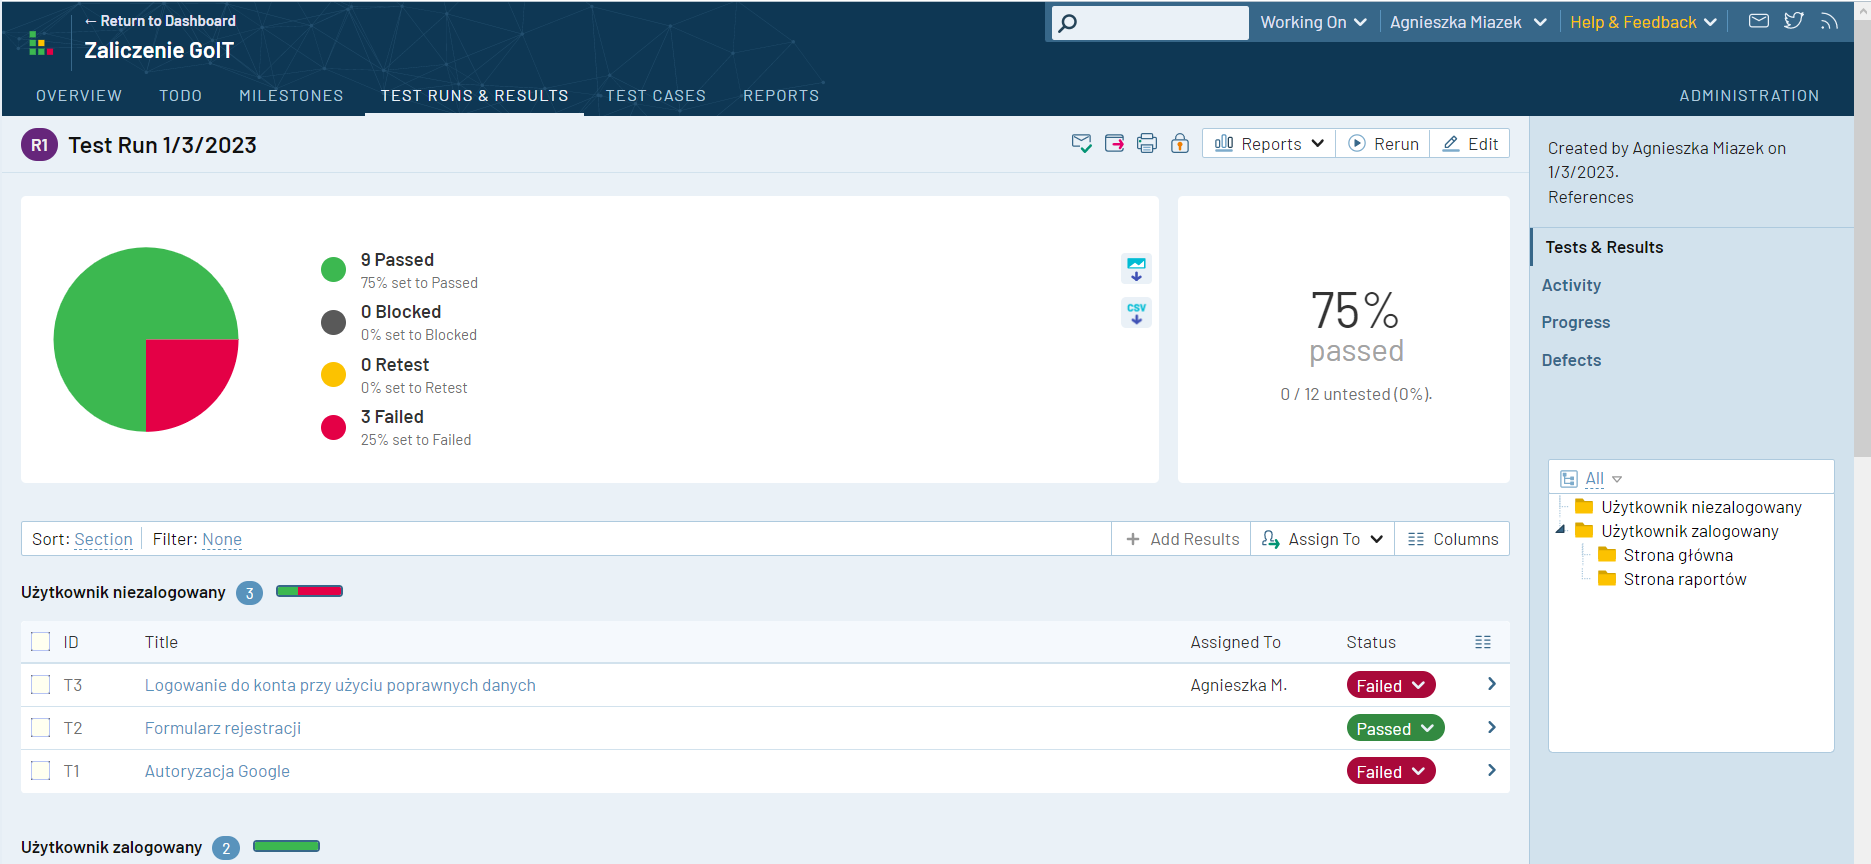 ← Return to Dashboard
Zaliczenie GoIT
Working On
Agnieszka Miazek
Help & Feedback
OVERVIEW
TODO
MILESTONES
TEST RUNS & RESULTS
TEST CASES
REPORTS
ADMINISTRATION
R1
Test Run 1/3/2023
Reports
Rerun
Edit
Created by Agnieszka Miazek on
1/3/2023.
References
Tests & Results
Activity
Progress
Defects
9 Passed
75% set to Passed
0 Blocked
0% set to Blocked
0 Retest
0% set to Retest
3 Failed
25% set to Failed
CSV
75%
passed
0 / 12 untested (0%).
All
Użytkownik niezalogowany
Użytkownik zalogowany
Strona główna
Strona raportów
Sort: Section
Filter: None
+ Add Results
Assign To
Columns
Użytkownik niezalogowany 3
ID Title Assigned To Status
T3 Logowanie do konta przy użyciu poprawnych danych Agnieszka M. Failed
T2 Formularz rejestracji Passed
T1 Autoryzacja Google Failed
Użytkownik zalogowany 2